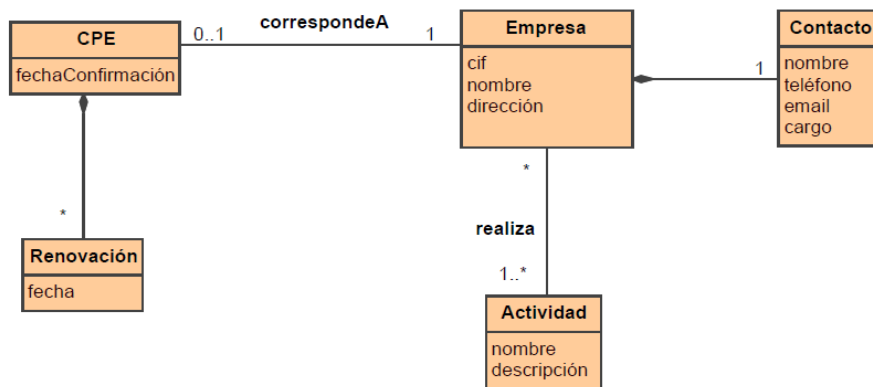 CPE
fechaConfirmación
0..1
correspondeA
1
Empresa
cif
nombre
dirección
1
Contacto
nombre
teléfono
email
cargo
*
Renovación
fecha
*
realiza
1..*
Actividad
nombre
descripción